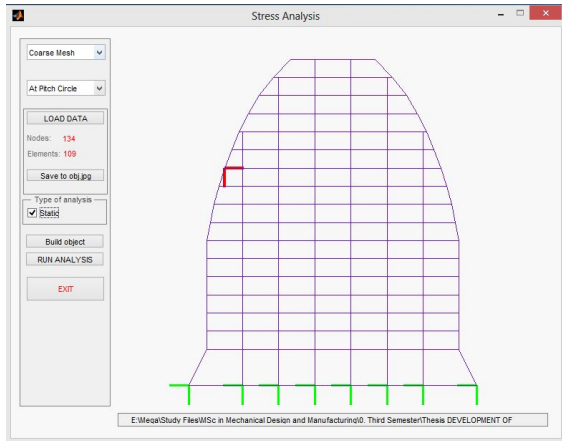 Stress Analysis
Coarse Mesh
At Pitch Circle
LOAD DATA
Nodes: 134
Elements: 109
Save to obj.jpg
Type of analysis
Static
Build object
RUN ANALYSIS
EXIT
E:\Mega\Study Files\MSc in Mechanical Design and Manufacturing\0. Third Semester\Thesis DEVELOPMENT OF